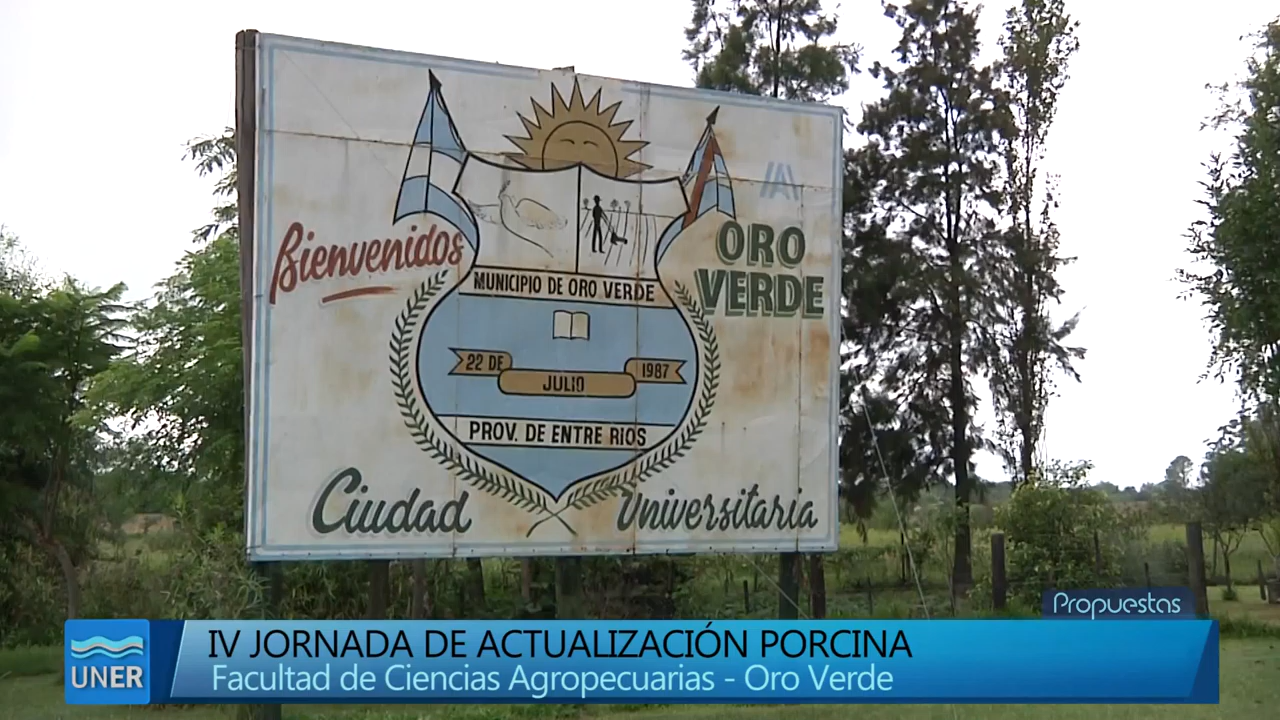 Bienvenidos
ORO
VERDE
MUNICIPIO DE ORO VERDE
22 DE
JULIO
1987
PROV. DE ENTRE RIOS
Ciudad
Universitaria
Propuestas
UNER
IV JORNADA DE ACTUALIZACIÓN PORCINA
Facultad de Ciencias Agropecuarias - Oro Verde